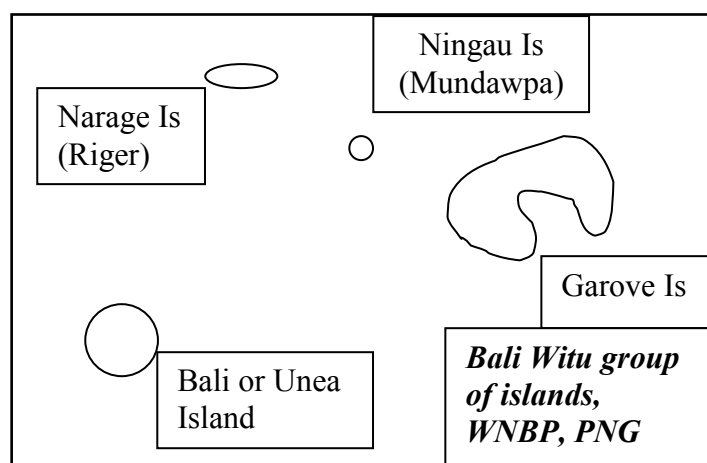 Ningau Is
(Mundawpa)
Narage Is
(Riger)
Garove Is
Bali or Unea
Island
Bali Witu group
of islands,
WNBP, PNG